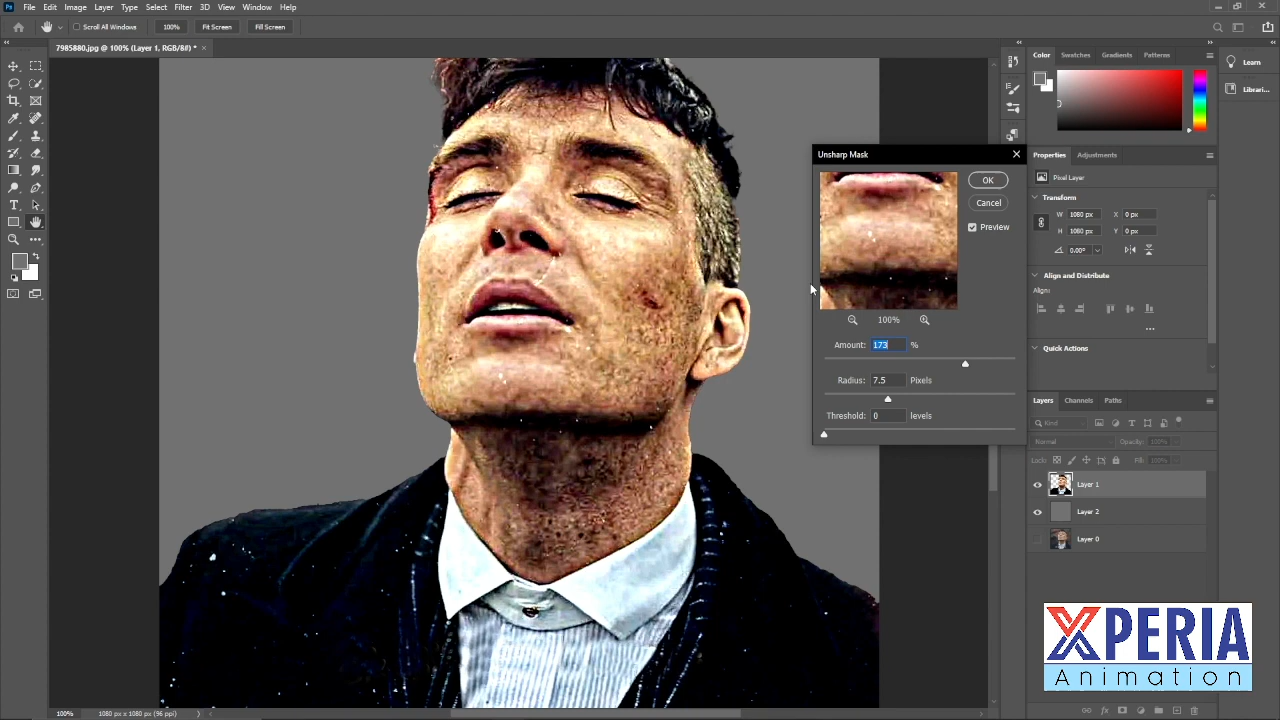 Ps File Edit Image Layer Type Select Filter 3D View Window Help
Scroll All Windows 100% Fit Screen Fill Screen
7985880.jpg @ 100% (Layer 1, RGB/8#) * ×
Color Swatches Gradients Patterns
Learn
Librari...
Properties Adjustments
Pixel Layer
Transform
W 1080 px X 0 px
H 1080 px Y 0 px
0.00°
Align and Distribute
Align:
...
Quick Actions
Unsharp Mask
OK
Cancel
Preview
100%
Amount: 173 %
Radius: 7.5 Pixels
Threshold: 0 levels
Layers Channels Paths
Kind
Normal Opacity: 100%
Lock: Fill: 100%
Layer 1
Layer 2
Layer 0
XPERIA
Animation
100% 1080 px x 1080 px (96 ppi)